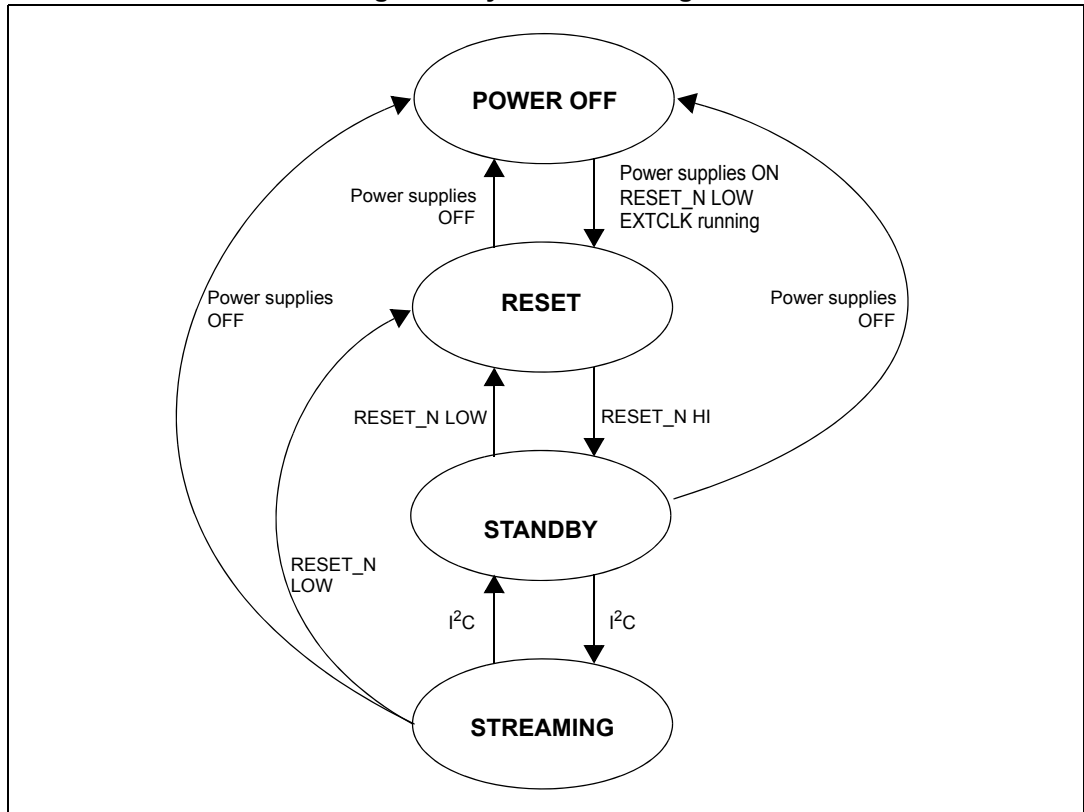 POWER OFF
Power supplies ON
RESET_N LOW
EXTCLK running
Power supplies
OFF
RESET
Power supplies
OFF
Power supplies
OFF
RESET_N LOW
RESET_N HI
STANDBY
RESET_N
LOW
I²C
I²C
STREAMING